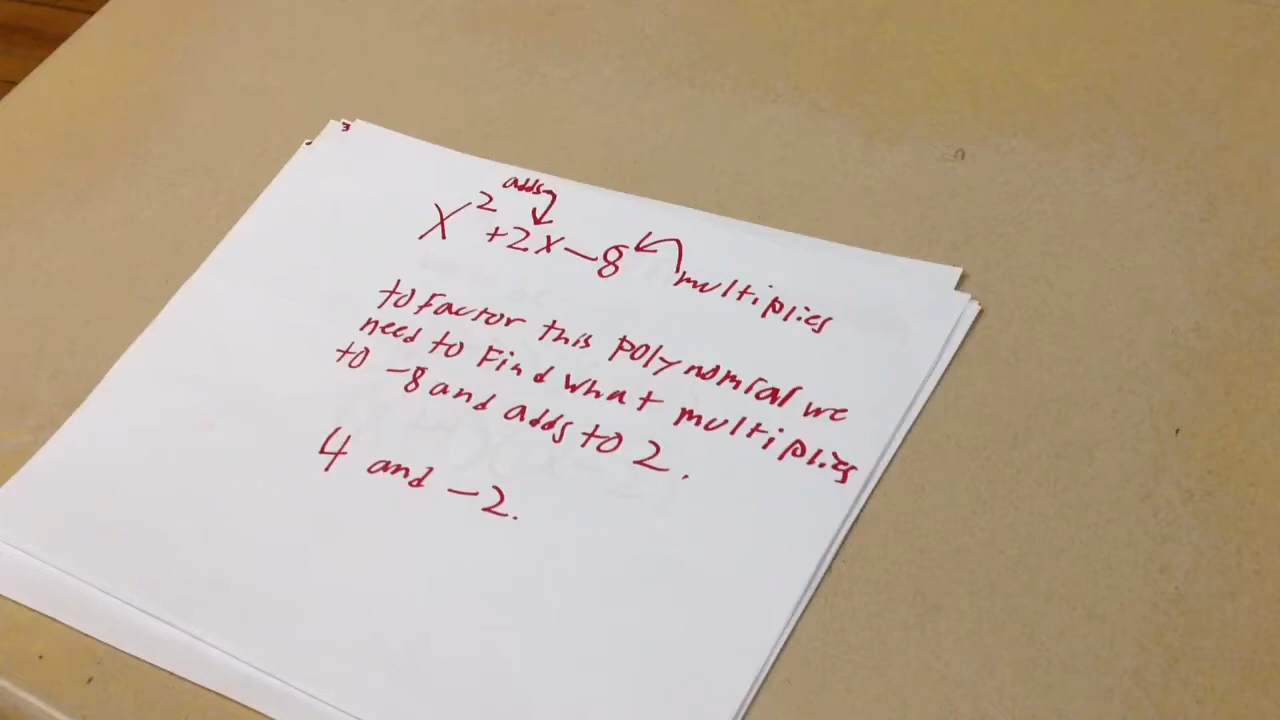 3
adds
x² +2x-8
multiplies
to factor this polynomial we
need to find what multiplies
to -8 and adds to 2.
4 and -2.